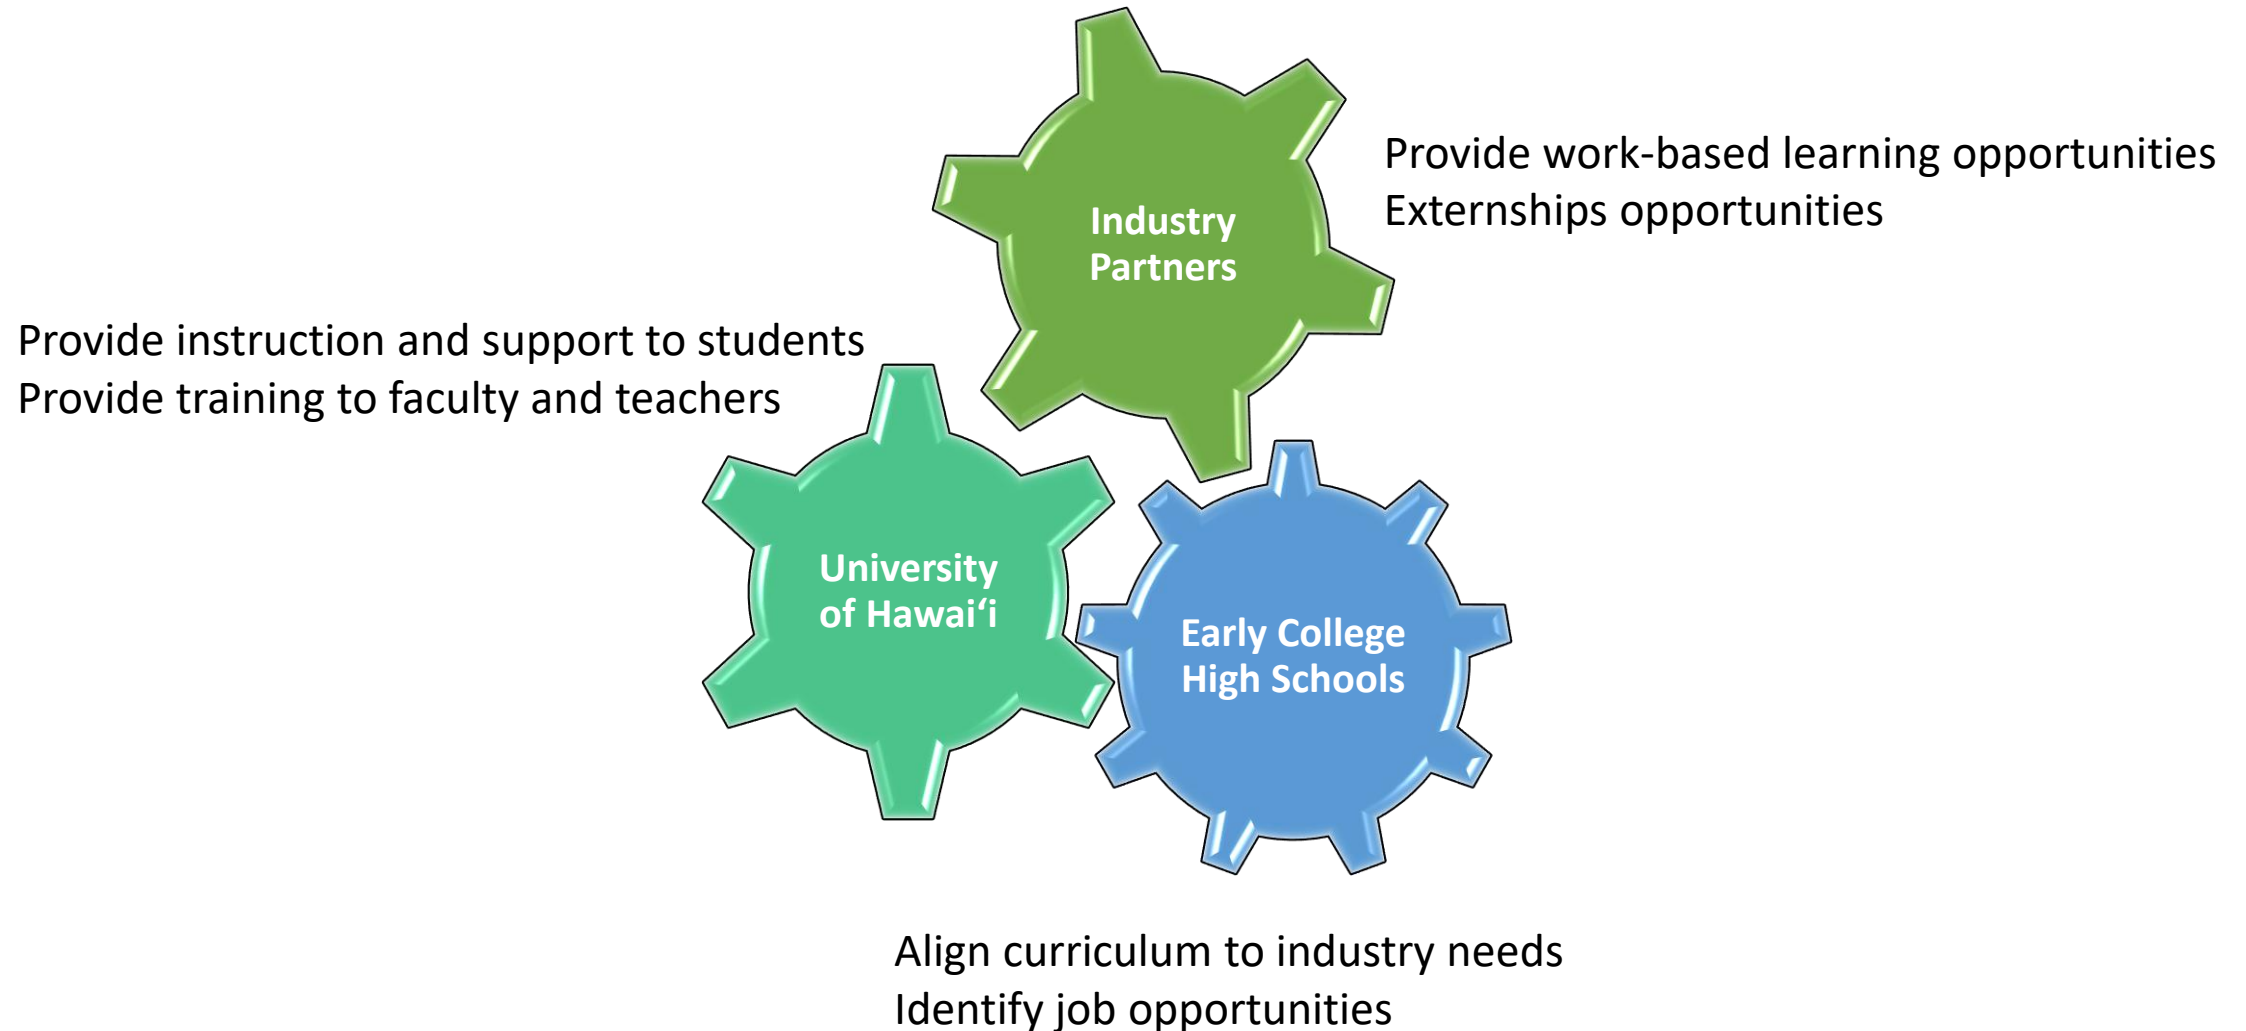 Industry
Partners
Provide work-based learning opportunities
Externships opportunities
Provide instruction and support to students
Provide training to faculty and teachers
University
of Hawaiʻi
Early College
High Schools
Align curriculum to industry needs
Identify job opportunities